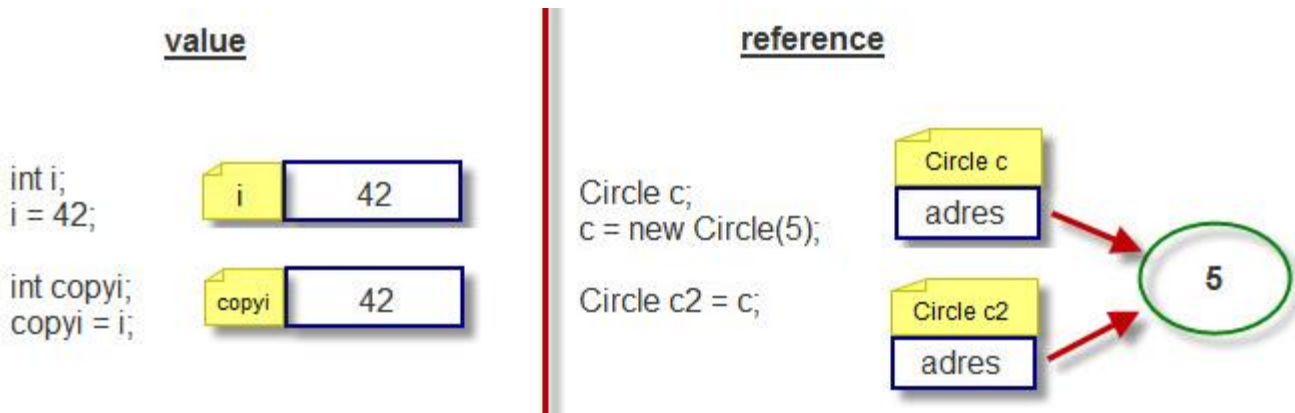 value
int i;
i = 42;
i
42
int copyi;
copyi = i;
copyi
42
reference
Circle c;
c = new Circle(5);
Circle c
adres
Circle c2 = c;
Circle c2
adres
5